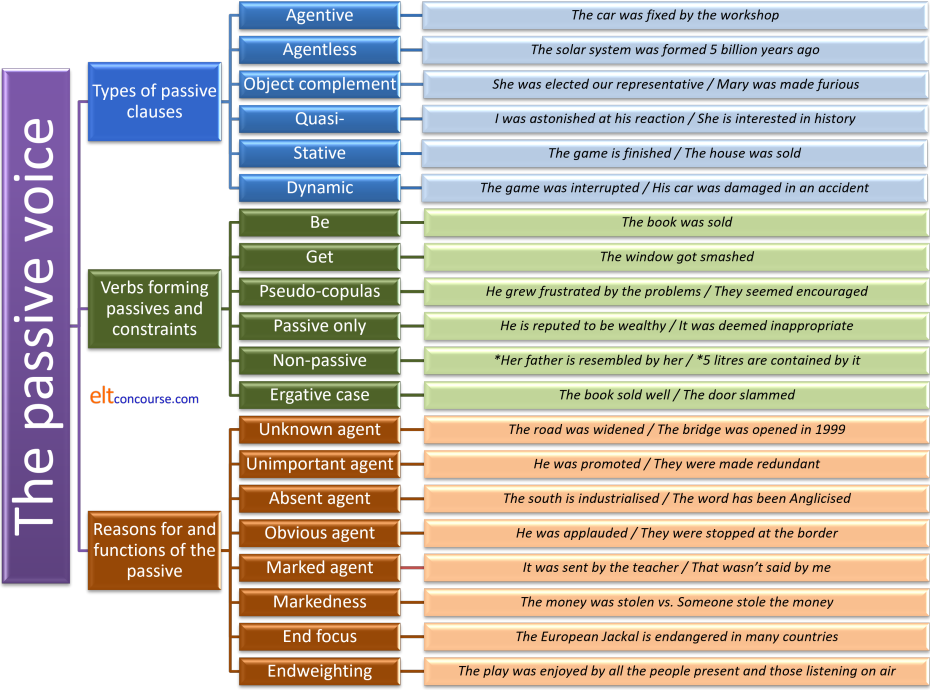 The passive voice
Types of passive
clauses
Agentive
The car was fixed by the workshop
Agentless
The solar system was formed 5 billion years ago
Object complement
She was elected our representative / Mary was made furious
Quasi-
I was astonished at his reaction / She is interested in history
Stative
The game is finished / The house was sold
Dynamic
The game was interrupted / His car was damaged in an accident
Verbs forming
passives and
constraints
Be
The book was sold
Get
The window got smashed
Pseudo-copulas
He grew frustrated by the problems / They seemed encouraged
Passive only
He is reputed to be wealthy / It was deemed inappropriate
Non-passive
*Her father is resembled by her / *5 litres are contained by it
Ergative case
The book sold well / The door slammed
eltconcourse.com
Reasons for and
functions of the
passive
Unknown agent
The road was widened / The bridge was opened in 1999
Unimportant agent
He was promoted / They were made redundant
Absent agent
The south is industrialised / The word has been Anglicised
Obvious agent
He was applauded / They were stopped at the border
Marked agent
It was sent by the teacher / That wasn't said by me
Markedness
The money was stolen vs. Someone stole the money
End focus
The European Jackal is endangered in many countries
Endweighting
The play was enjoyed by all the people present and those listening on air